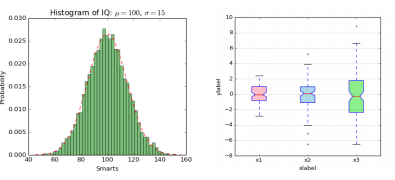 Histogram of IQ: μ = 100, σ = 15
0.030
0.025
0.020
0.015
0.010
0.005
0.000
Probability
40 60 80 100 120 140 160
Smarts
10
8
6
4
2
0
−2
−4
−6
−8
ylabel
x1 x2 x3
xlabel